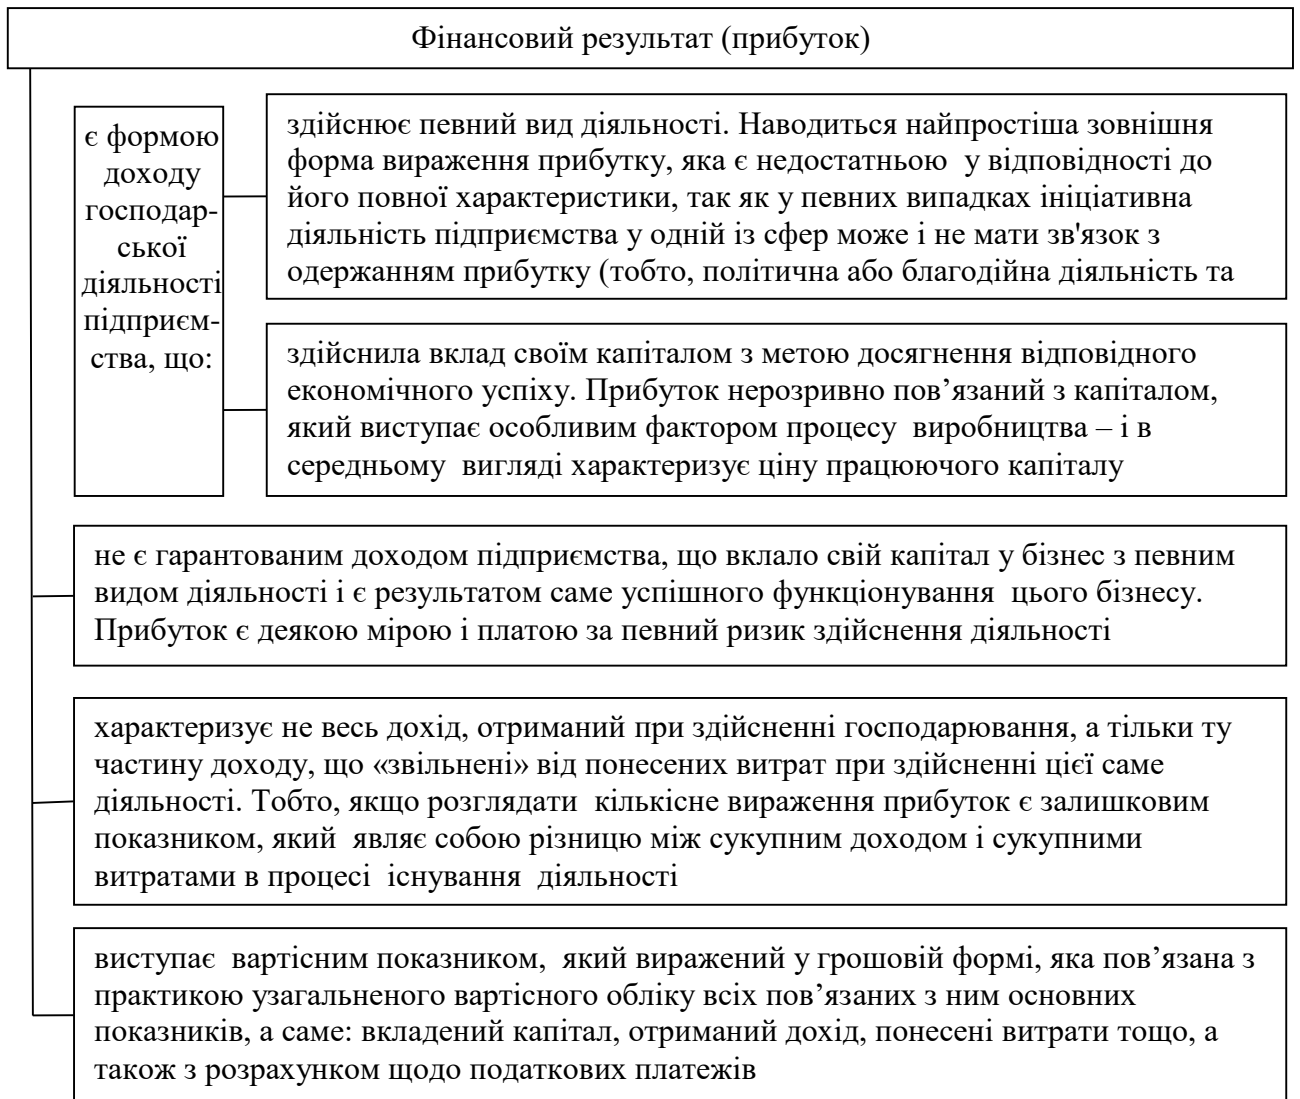 Фінансовий результат (прибуток)
є формою
доходу
господар-
ської
діяльності
підприєм-
ства, що:
здійснює певний вид діяльності. Наводиться найпростіша зовнішня
форма вираження прибутку, яка є недостатньою у відповідності до
його повної характеристики, так як у певних випадках ініціативна
діяльність підприємства у одній із сфер може і не мати зв'язок з
одержанням прибутку (тобто, політична або благодійна діяльність та
здійснила вклад своїм капіталом з метою досягнення відповідного
економічного успіху. Прибуток нерозривно пов’язаний з капіталом,
який виступає особливим фактором процесу виробництва – і в
середньому вигляді характеризує ціну працюючого капіталу
не є гарантованим доходом підприємства, що вклало свій капітал у бізнес з певним
видом діяльності і є результатом саме успішного функціонування цього бізнесу.
Прибуток є деякою мірою і платою за певний ризик здійснення діяльності
характеризує не весь дохід, отриманий при здійсненні господарювання, а тільки ту
частину доходу, що «звільнені» від понесених витрат при здійсненні цієї саме
діяльності. Тобто, якщо розглядати кількісне вираження прибуток є залишковим
показником, який являє собою різницю між сукупним доходом і сукупними
витратами в процесі існування діяльності
виступає вартісним показником, який виражений у грошовій формі, яка пов’язана з
практикою узагальненого вартісного обліку всіх пов’язаних з ним основних
показників, а саме: вкладений капітал, отриманий дохід, понесені витрати тощо, а
також з розрахунком щодо податкових платежів